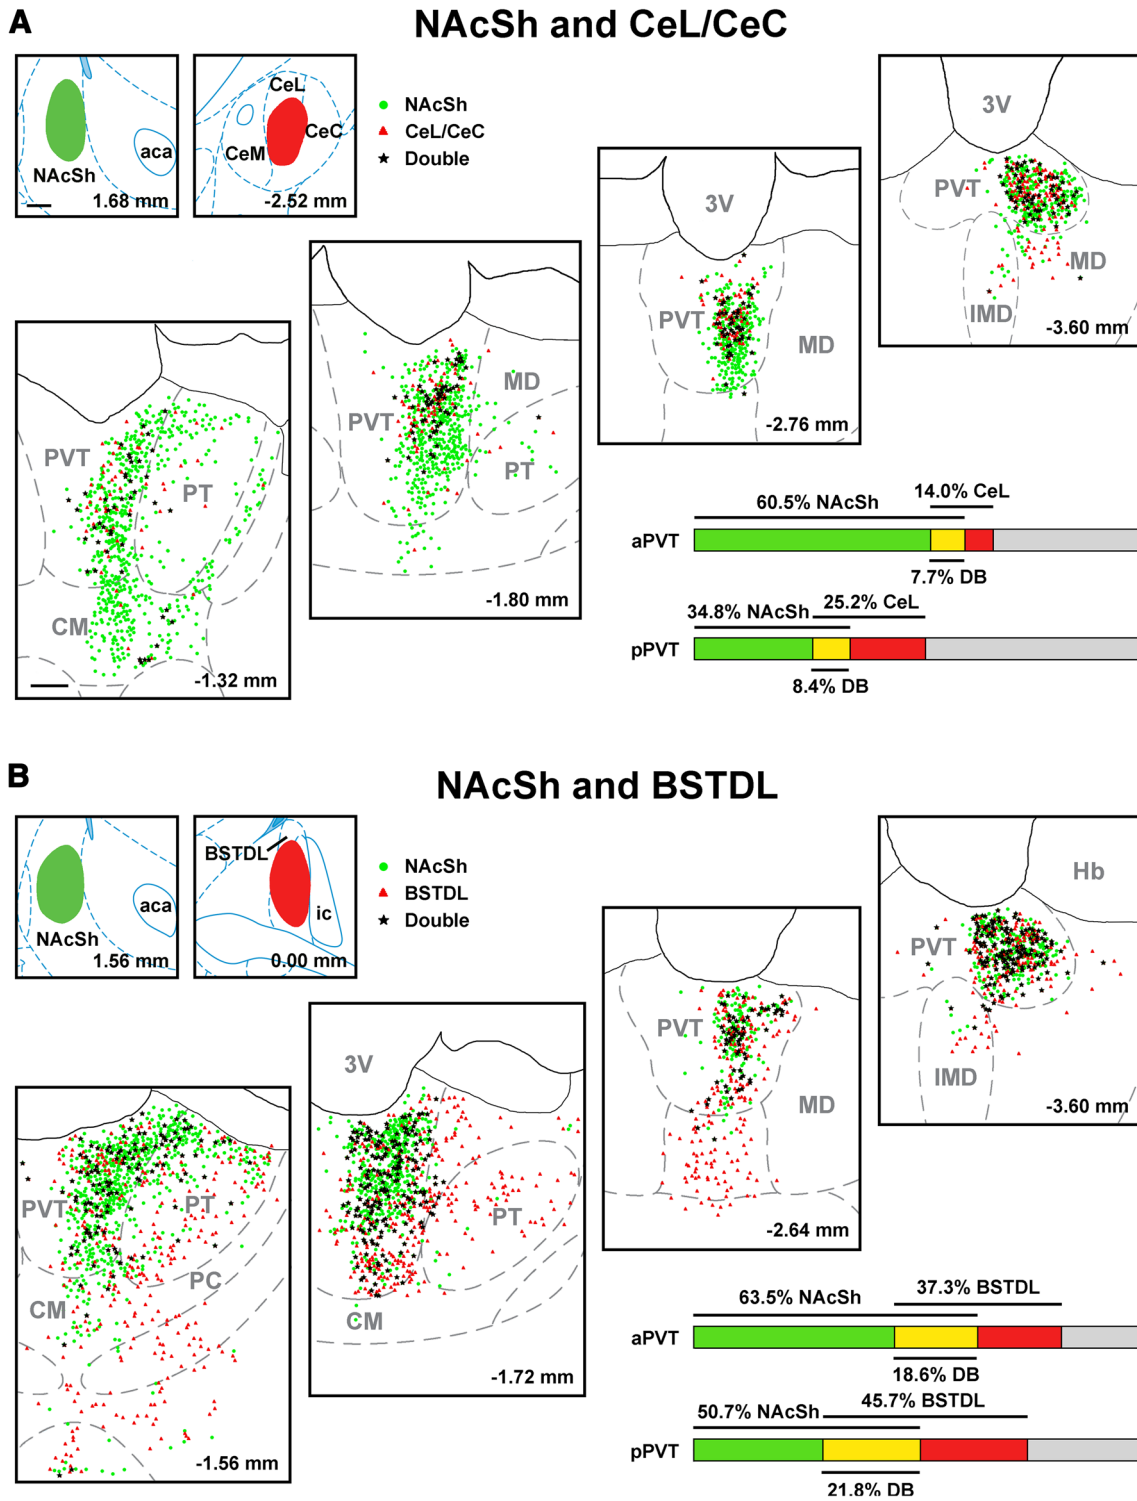 A
NAcSh and CeL/CeC
NAcSh
aca
1.68 mm
CeL
CeC
CeM
-2.52 mm
NAcSh
CeL/CeC
Double
3V
PVT
MD
IMD
-3.60 mm
3V
PVT
MD
-2.76 mm
MD
PVT
PT
-1.80 mm
PVT
PT
CM
-1.32 mm
60.5% NAcSh
14.0% CeL
aPVT
7.7% DB
34.8% NAcSh
25.2% CeL
pPVT
8.4% DB
B
NAcSh and BSTDL
NAcSh
aca
1.56 mm
BSTDL
ic
0.00 mm
NAcSh
BSTDL
Double
Hb
PVT
IMD
-3.60 mm
PVT
MD
-2.64 mm
3V
PT
CM
-1.72 mm
PVT
PT
PC
CM
-1.56 mm
63.5% NAcSh
37.3% BSTDL
aPVT
18.6% DB
50.7% NAcSh
45.7% BSTDL
pPVT
21.8% DB